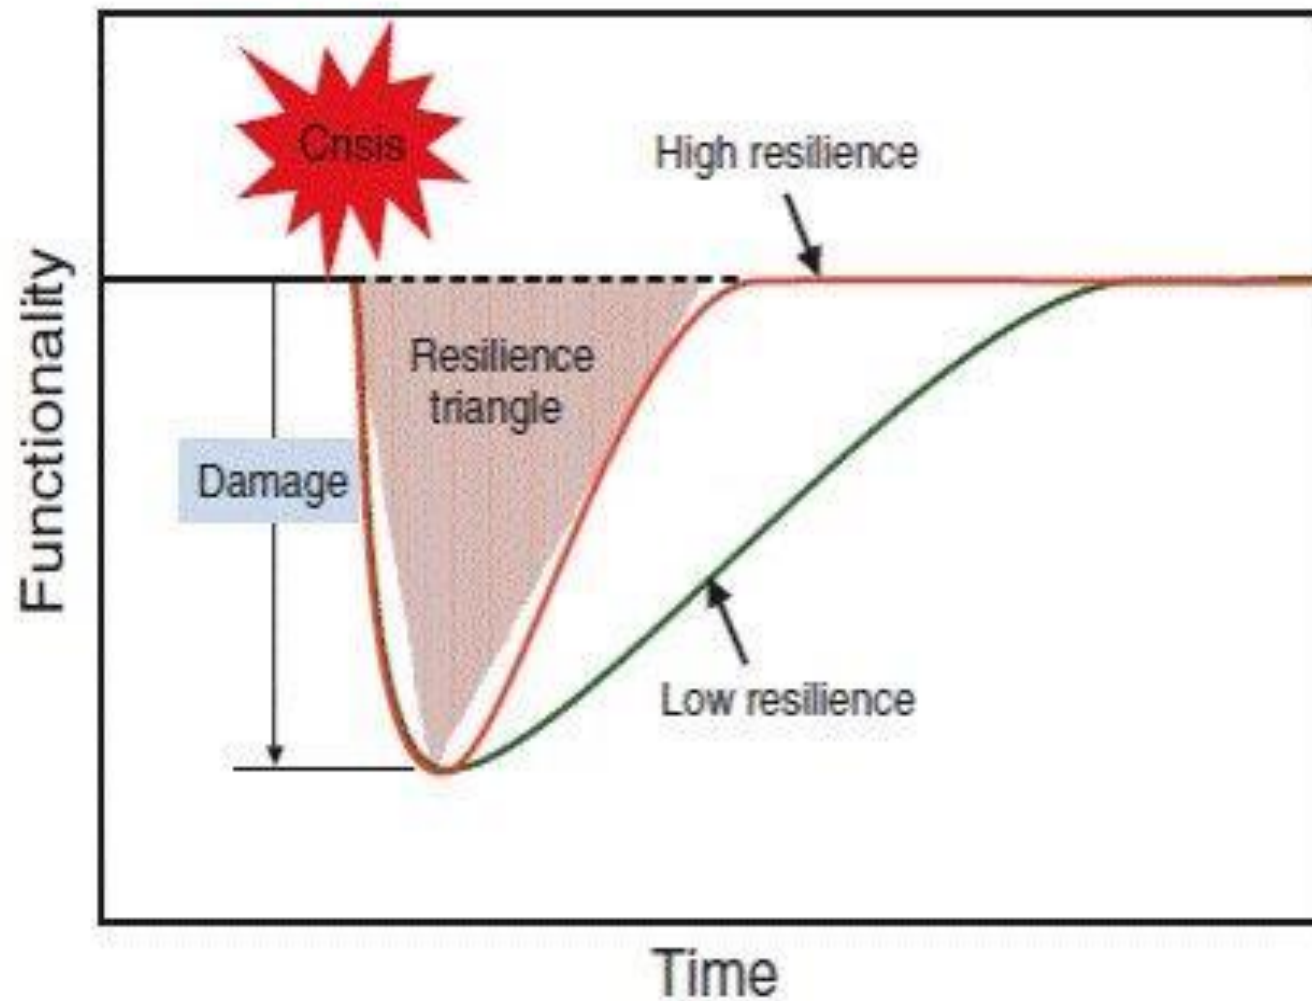 Crisis
High resilience
Resilience
triangle
Damage
Low resilience
Functionality
Time